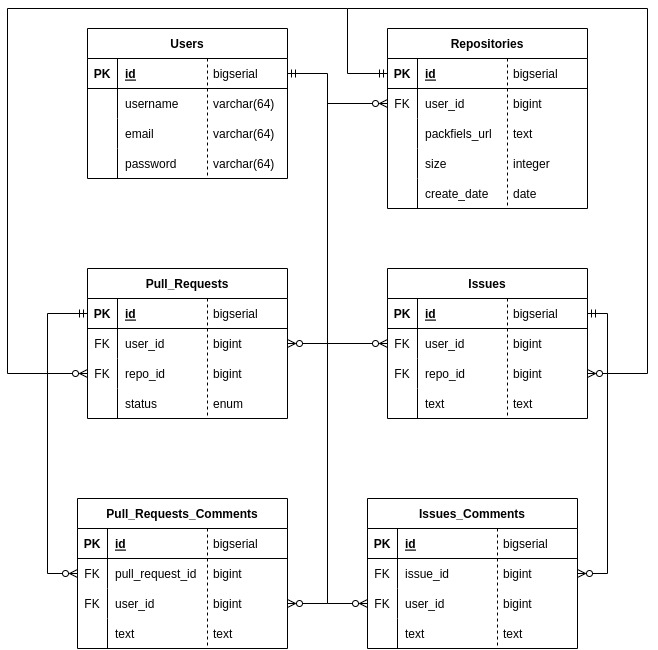 Users
PK id bigserial
username varchar(64)
email varchar(64)
password varchar(64)
Repositories
PK id bigserial
FK user_id bigint
packfiels_url text
size integer
create_date date
Pull_Requests
PK id bigserial
FK user_id bigint
FK repo_id bigint
status enum
Issues
PK id bigserial
FK user_id bigint
FK repo_id bigint
text text
Pull_Requests_Comments
PK id bigserial
FK pull_request_id bigint
FK user_id bigint
text text
Issues_Comments
PK id bigserial
FK issue_id bigint
FK user_id bigint
text text